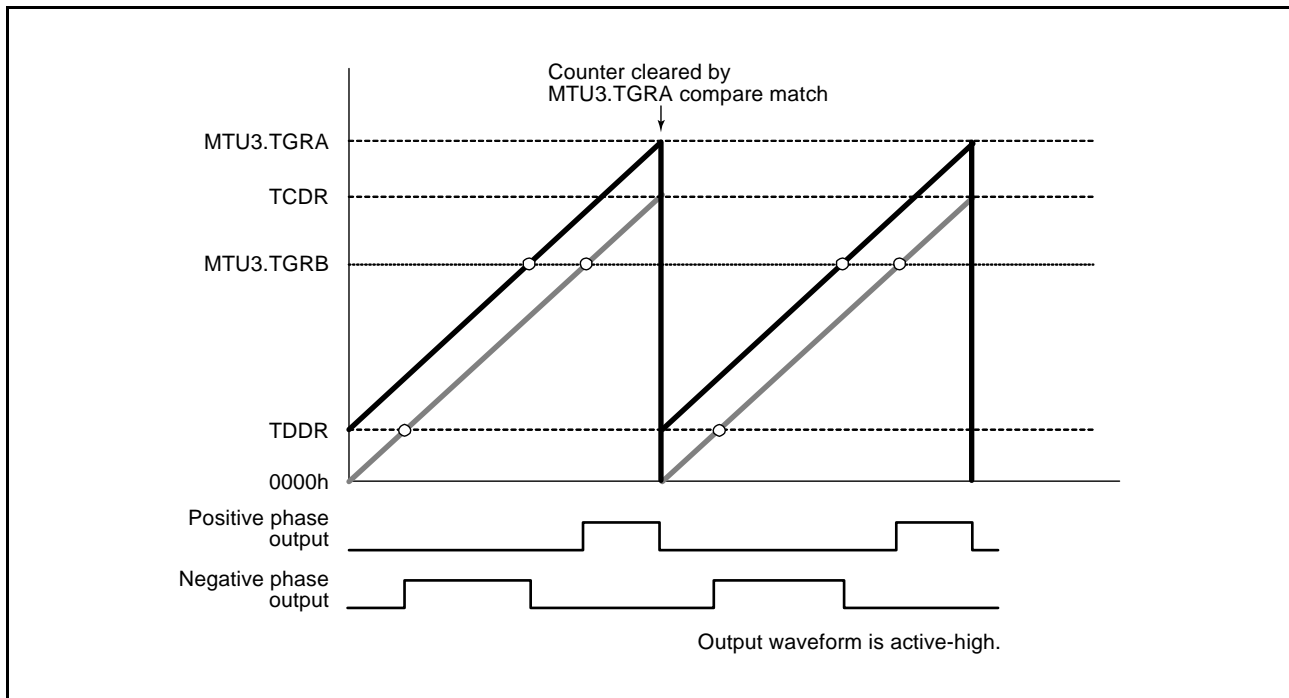 Counter cleared by
MTU3.TGRA compare match
MTU3.TGRA
TCDR
MTU3.TGRB
TDDR
0000h
Positive phase
output
Negative phase
output
Output waveform is active-high.